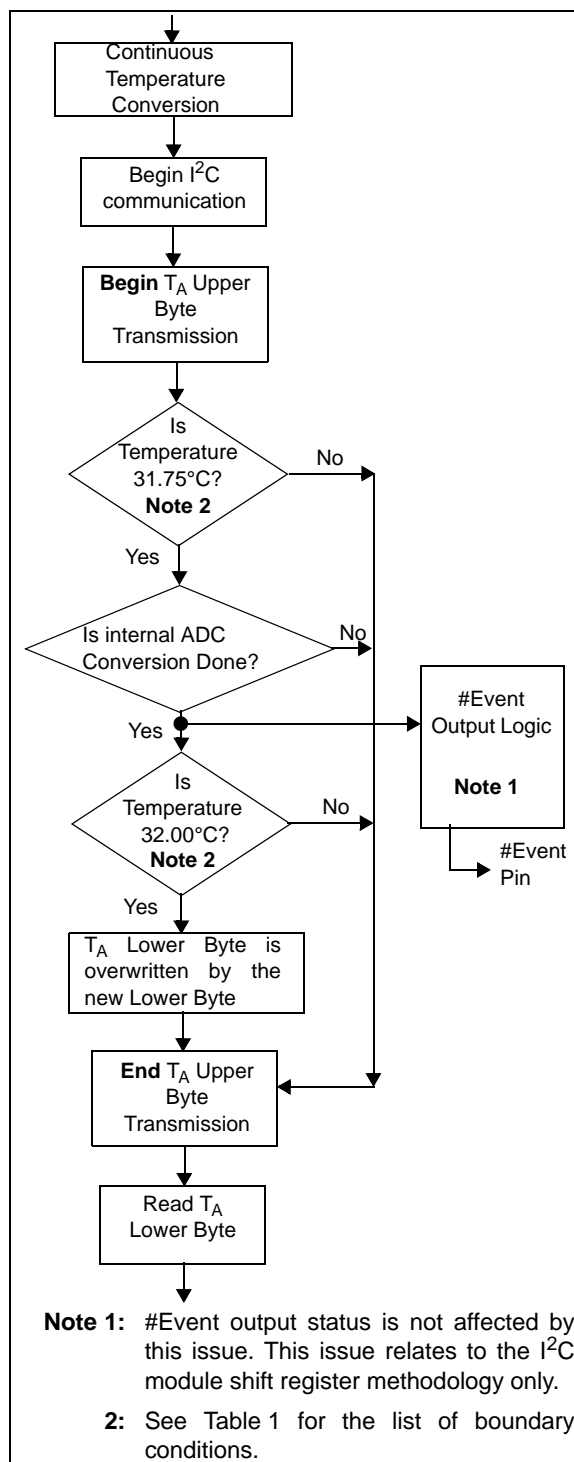 Continuous
Temperature
Conversion
Begin I²C
communication
Begin T_A Upper
Byte
Transmission
Is
Temperature
31.75°C?
Note 2
No
Yes
Is internal ADC
Conversion Done?
No
Yes
#Event
Output Logic
Note 1
#Event
Pin
Is
Temperature
32.00°C?
Note 2
No
Yes
T_A Lower Byte is
overwritten by the
new Lower Byte
End T_A Upper
Byte
Transmission
Read T_A
Lower Byte
Note 1: #Event output status is not affected by
this issue. This issue relates to the I²C
module shift register methodology only.
2: See Table 1 for the list of boundary
conditions.